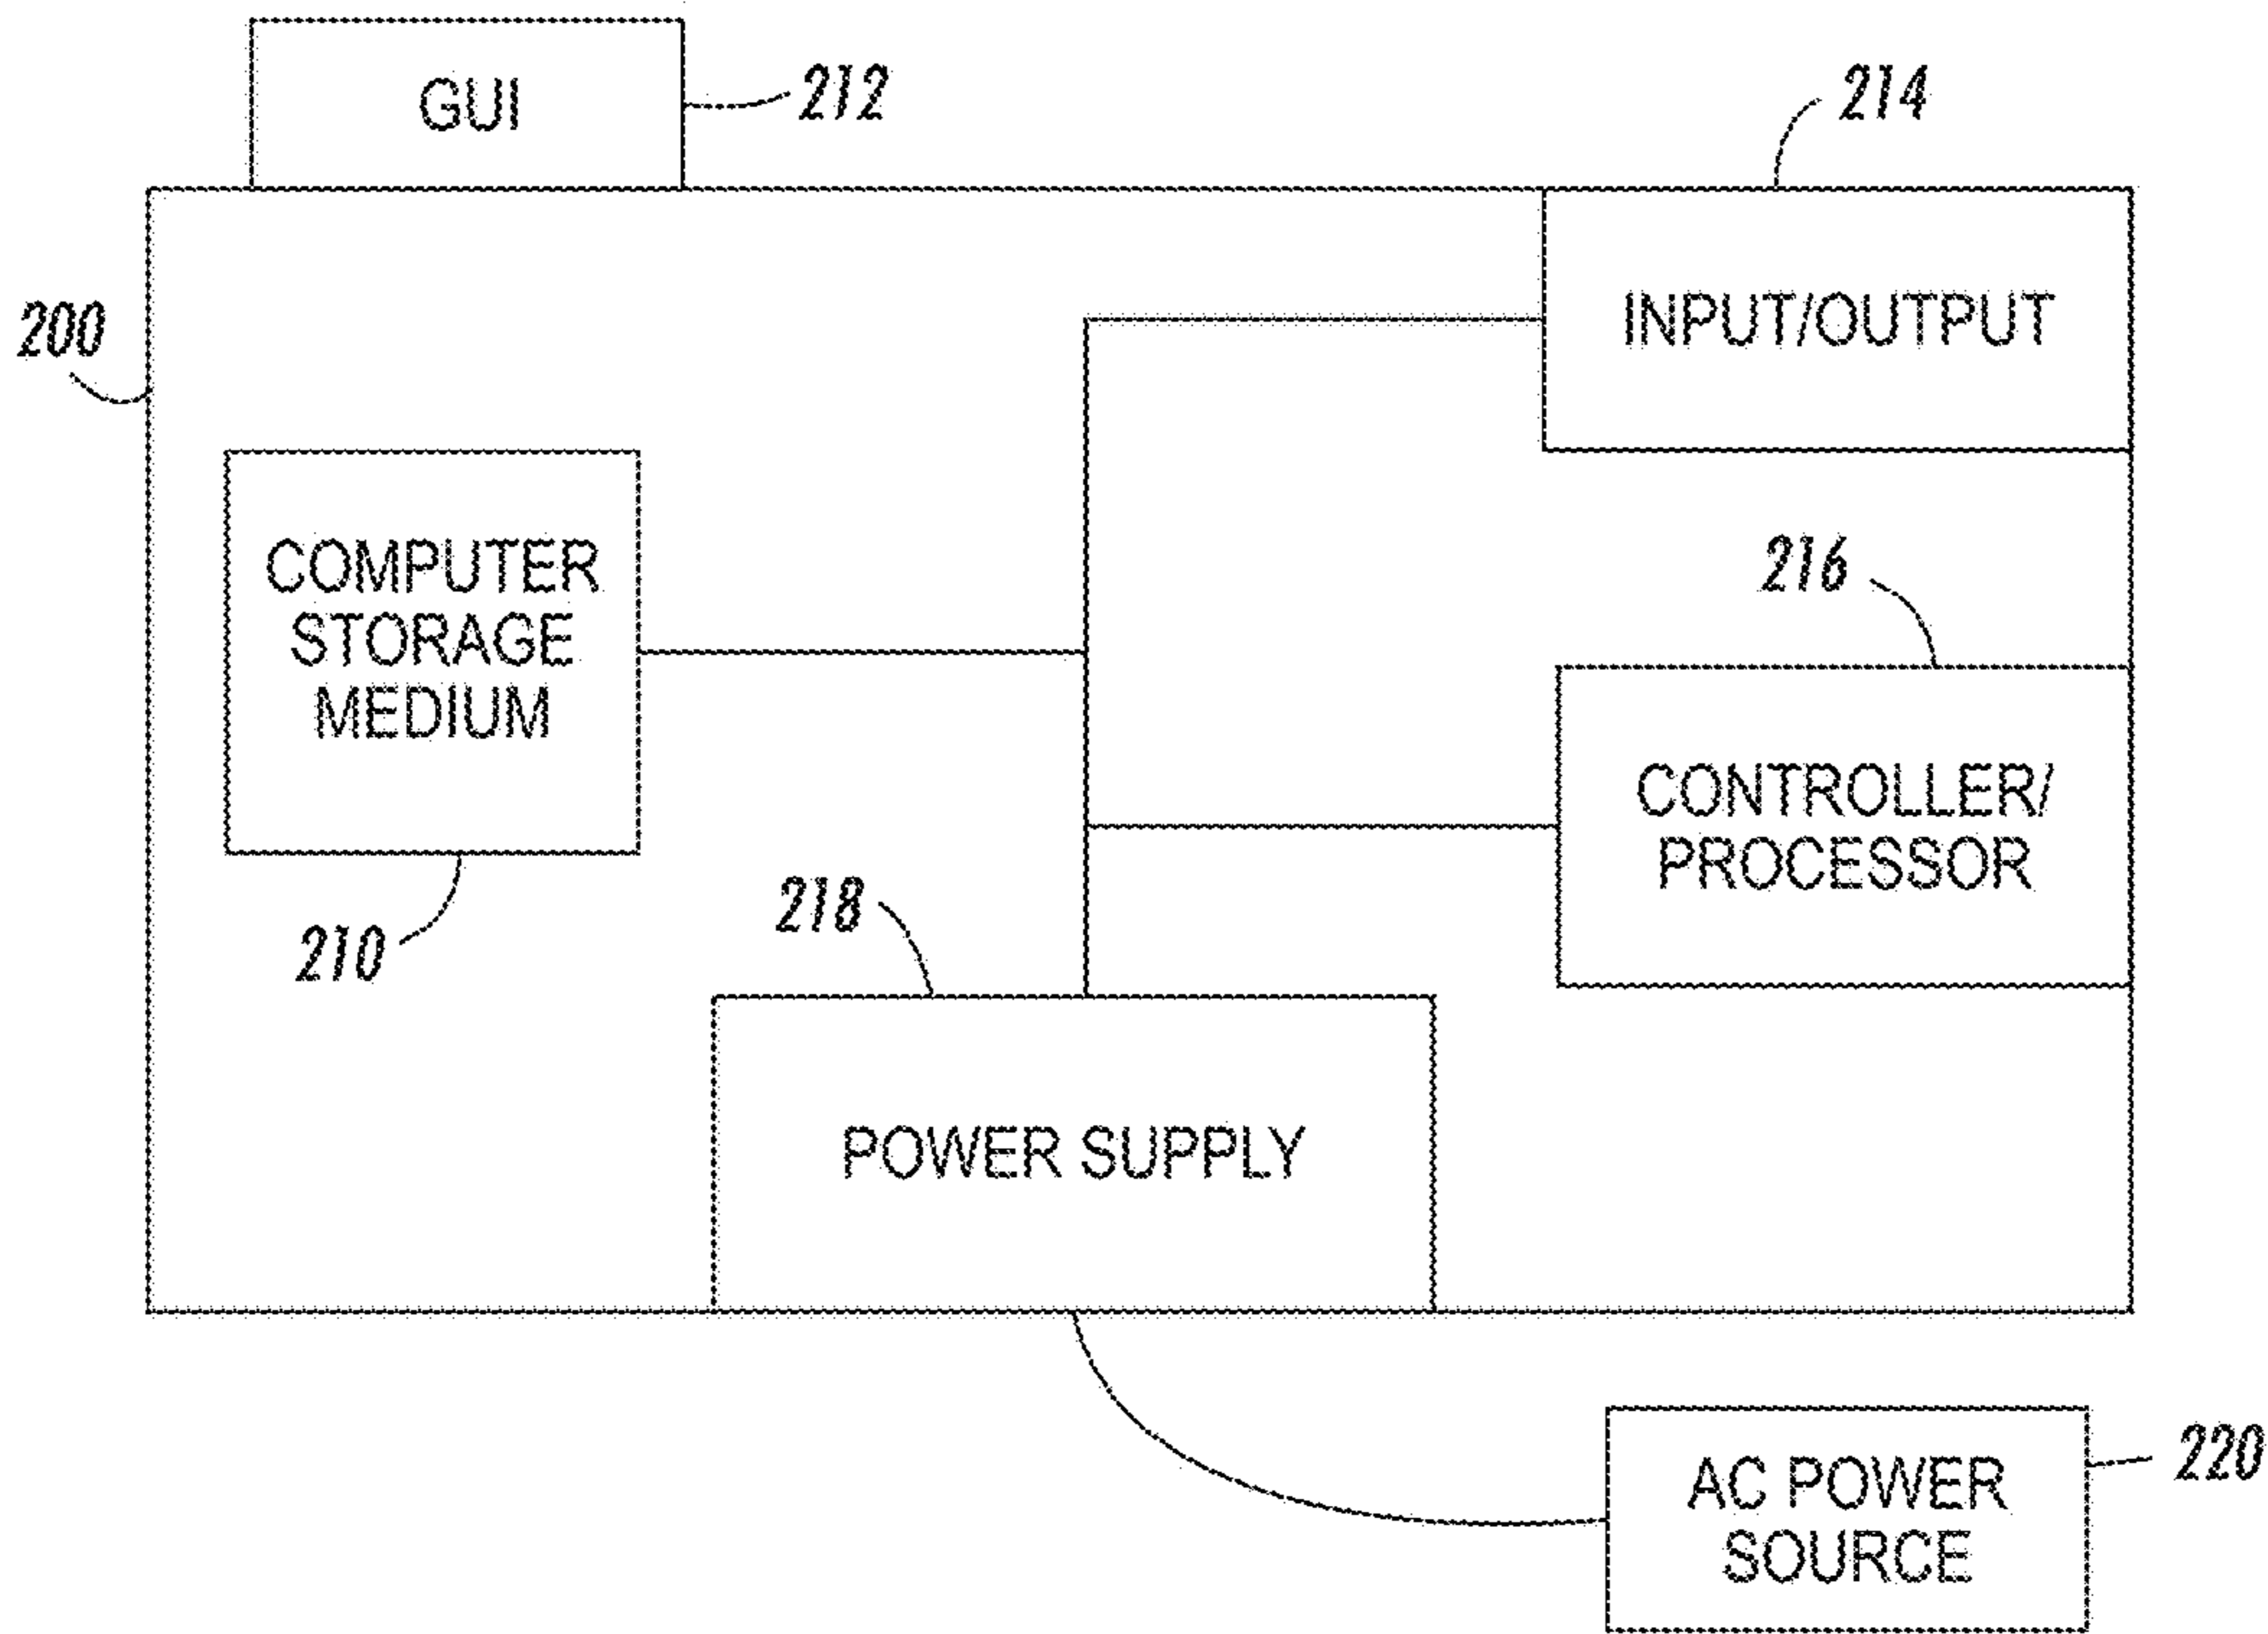 GUI
212
214
200
INPUT/OUTPUT
COMPUTER
STORAGE
MEDIUM
216
CONTROLLER/
PROCESSOR
210
218
POWER SUPPLY
AC POWER
SOURCE
220